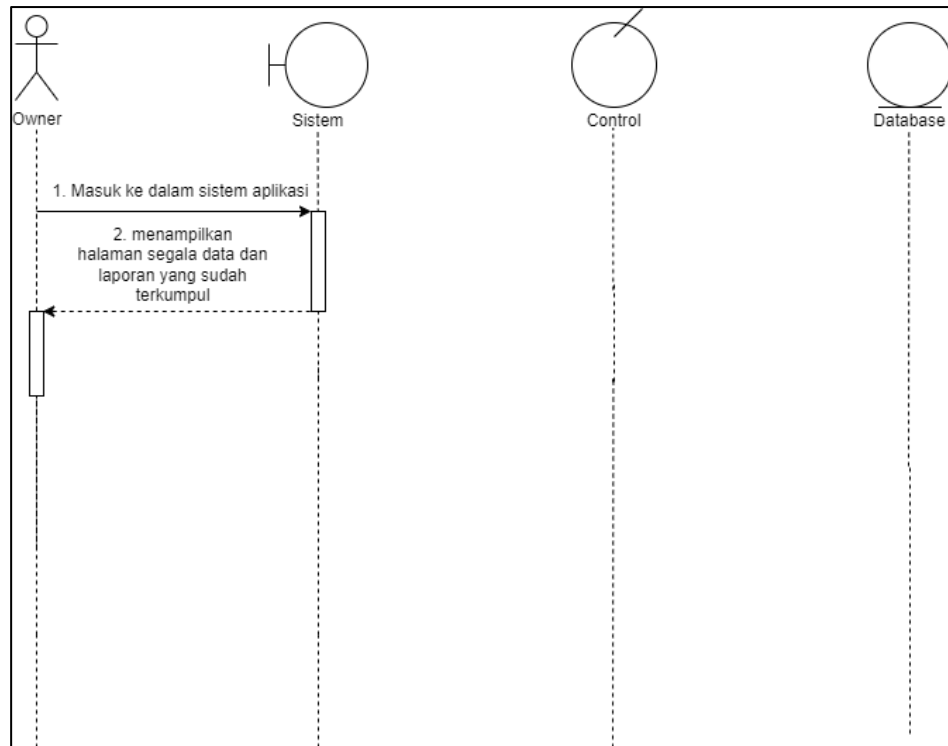 Owner
Sistem
Control
Database
1. Masuk ke dalam sistem aplikasi
2. menampilkan
halaman segala data dan
laporan yang sudah
terkumpul